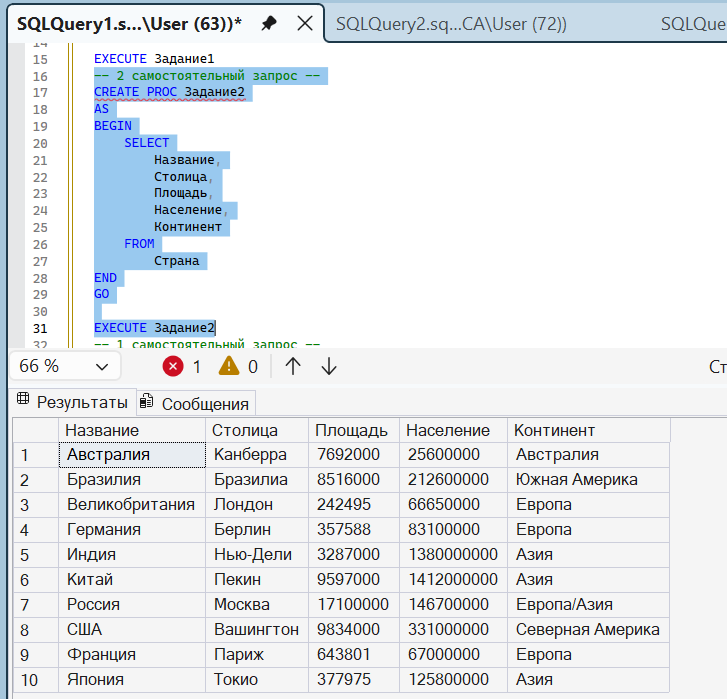 SQLQuery1.s...\User (63))* SQLQuery2.sq...CA\User (72)) SQLQue
14
15 EXECUTE Задание1
16 -- 2 самостоятельный запрос --
17 CREATE PROC Задание2
18 AS
19 BEGIN
20 SELECT
21 Название,
22 Столица,
23 Площадь,
24 Население,
25 Континент
26 FROM
27 Страна
28 END
29 GO
30
31 EXECUTE Задание2
32 -- 1 самостоятельный запрос --
66 % 1 0 Ст
Результаты Сообщения
Название Столица Площадь Население Континент
1 Австралия Канберра 7692000 25600000 Австралия
2 Бразилия Бразилиа 8516000 212600000 Южная Америка
3 Великобритания Лондон 242495 66650000 Европа
4 Германия Берлин 357588 83100000 Европа
5 Индия Нью-Дели 3287000 1380000000 Азия
6 Китай Пекин 9597000 1412000000 Азия
7 Россия Москва 17100000 146700000 Европа/Азия
8 США Вашингтон 9834000 331000000 Северная Америка
9 Франция Париж 643801 67000000 Европа
10 Япония Токио 377975 125800000 Азия